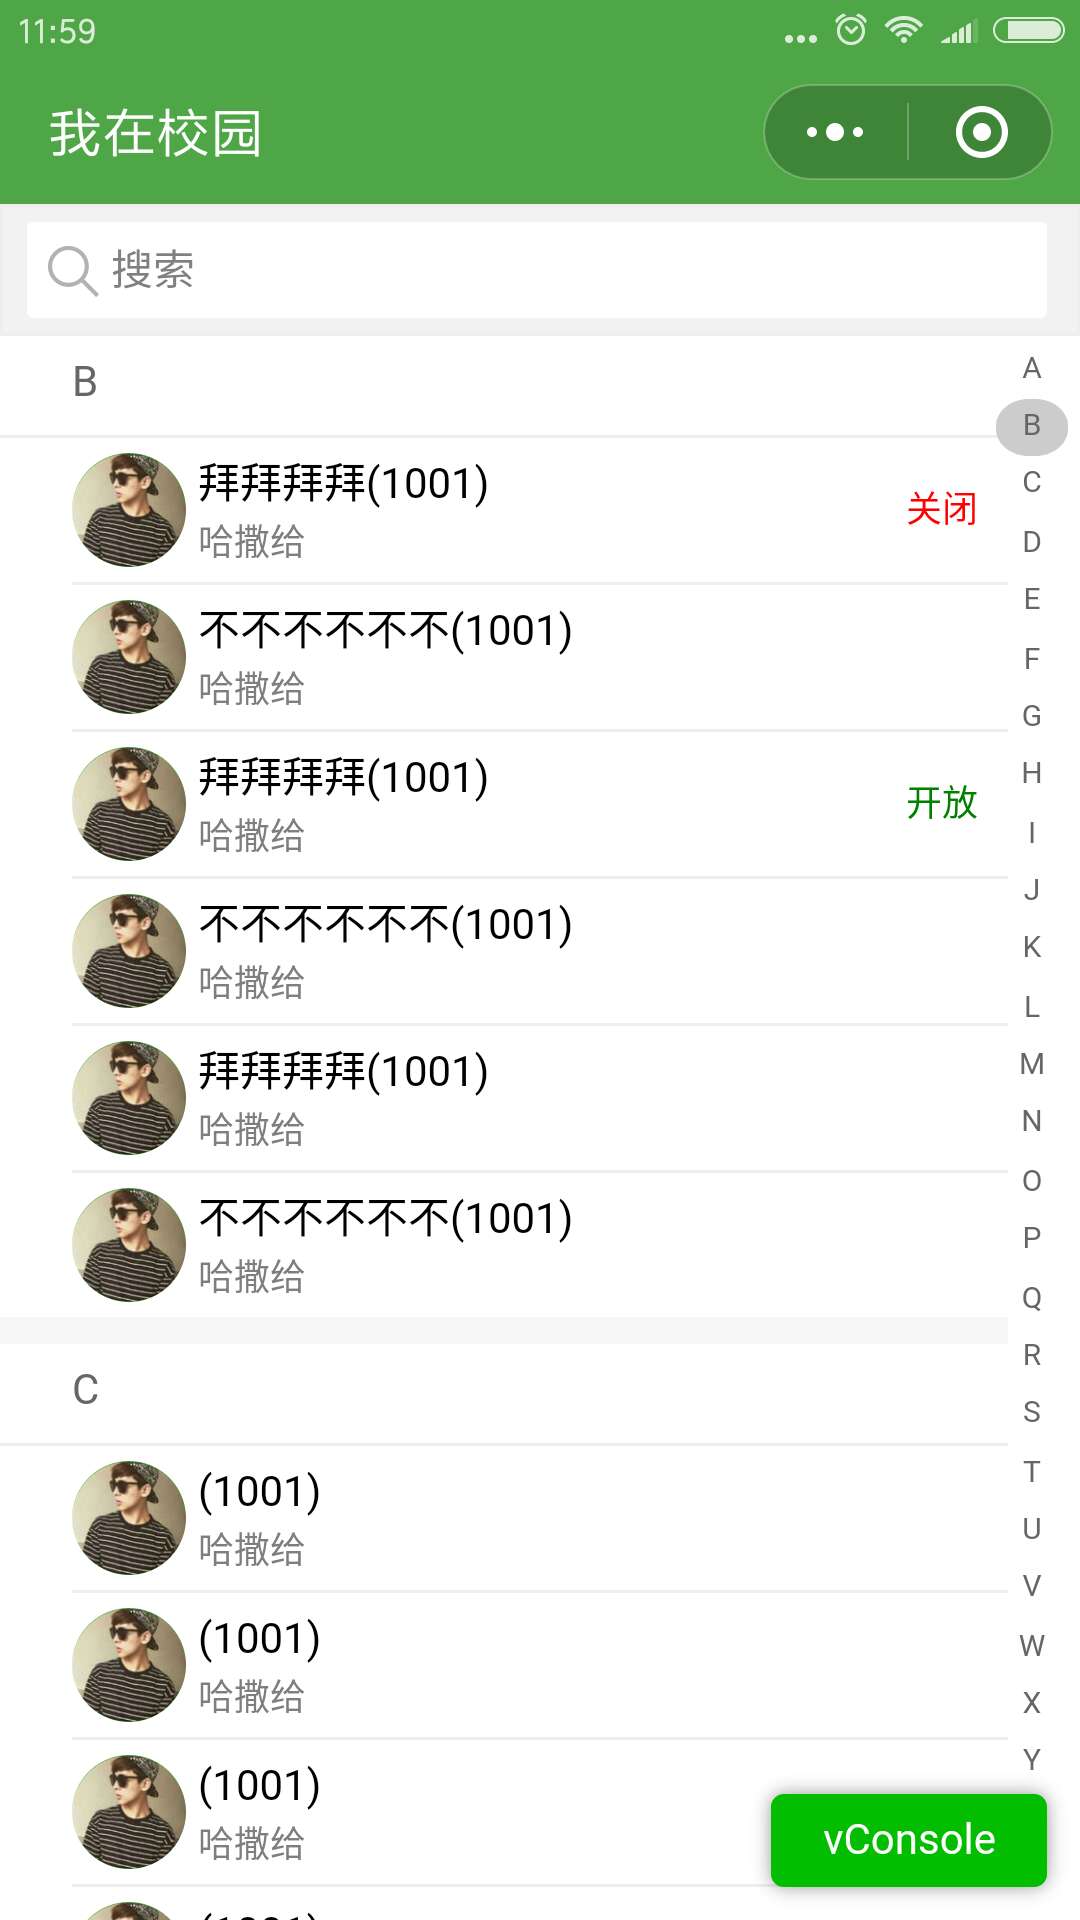 11:59
我在校园
搜索
B
拜拜拜拜(1001)
哈撒给
关闭
不不不不不不(1001)
哈撒给
拜拜拜拜(1001)
哈撒给
开放
不不不不不不(1001)
哈撒给
拜拜拜拜(1001)
哈撒给
不不不不不不(1001)
哈撒给
C
(1001)
哈撒给
(1001)
哈撒给
(1001)
哈撒给
(1001)
A
B
C
D
E
F
G
H
I
J
K
L
M
N
O
P
Q
R
S
T
U
V
W
X
Y
vConsole